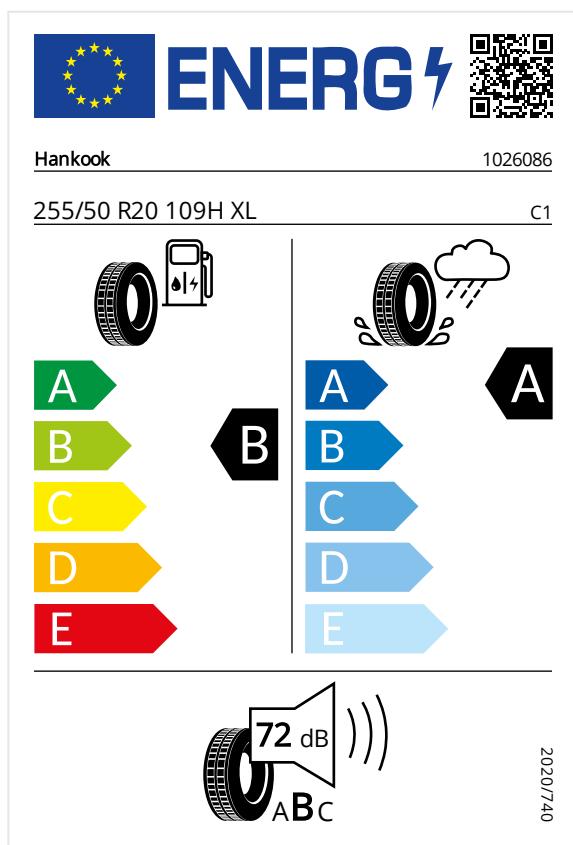 ENERG
Hankook 1026086
255/50 R20 109H XL C1
A A A
B B B
C C
D D
E E
72 dB
ABC
2020/740